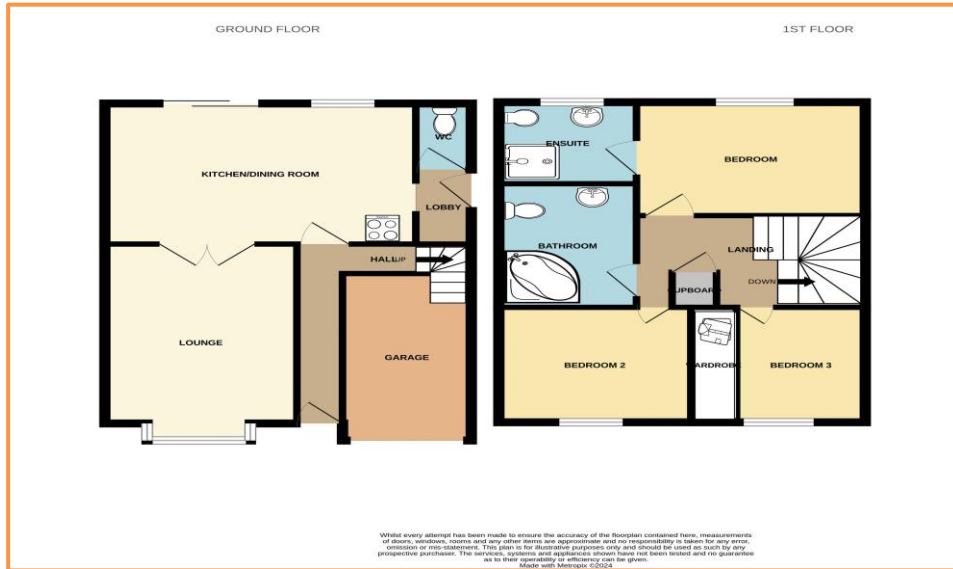 GROUND FLOOR
1ST FLOOR
WC
KITCHEN/DINING ROOM
LOBBY
HALL
UP
LOUNGE
GARAGE
ENSUITE
BEDROOM
BATHROOM
LANDING
DOWN
CUPBOARD
BEDROOM 2
WARDROBE
BEDROOM 3
Whilst every attempt has been made to ensure the accuracy of the floorplan contained here, measurements
of doors, windows, rooms and any other items are approximate and no responsibility is taken for any error,
omission or mis-statement. This plan is for illustrative purposes only and should be used as such by any
prospective purchaser. The services, systems and appliances shown have not been tested and no guarantee
as to their operability or efficiency can be given.
Made with Metropix ©2024